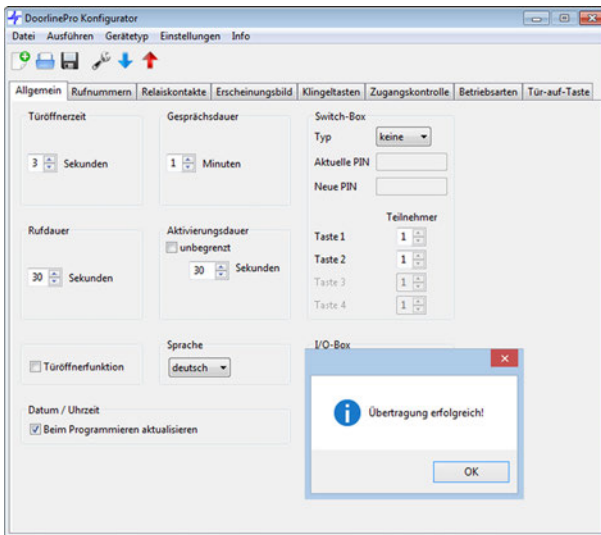 DoorlinePro Konfigurator
Datei Ausführen Gerätetyp Einstellungen Info
Allgemein Rufnummern Relaiskontakte Erscheinungsbild Klingeltasten Zugangskontrolle Betriebsarten Tür-auf-Taste
Türöffnerzeit
3 Sekunden
Gesprächsdauer
1 Minuten
Switch-Box
Typ keine
Aktuelle PIN
Neue PIN
Teilnehmer
Taste 1 1
Taste 2 1
Taste 3 1
Taste 4 1
Rufdauer
30 Sekunden
Aktivierungsdauer
unbegrenzt
30 Sekunden
Türöffnerfunktion
Sprache
deutsch
I/O-Box
Datum / Uhrzeit
Beim Programmieren aktualisieren
Übertragung erfolgreich!
OK